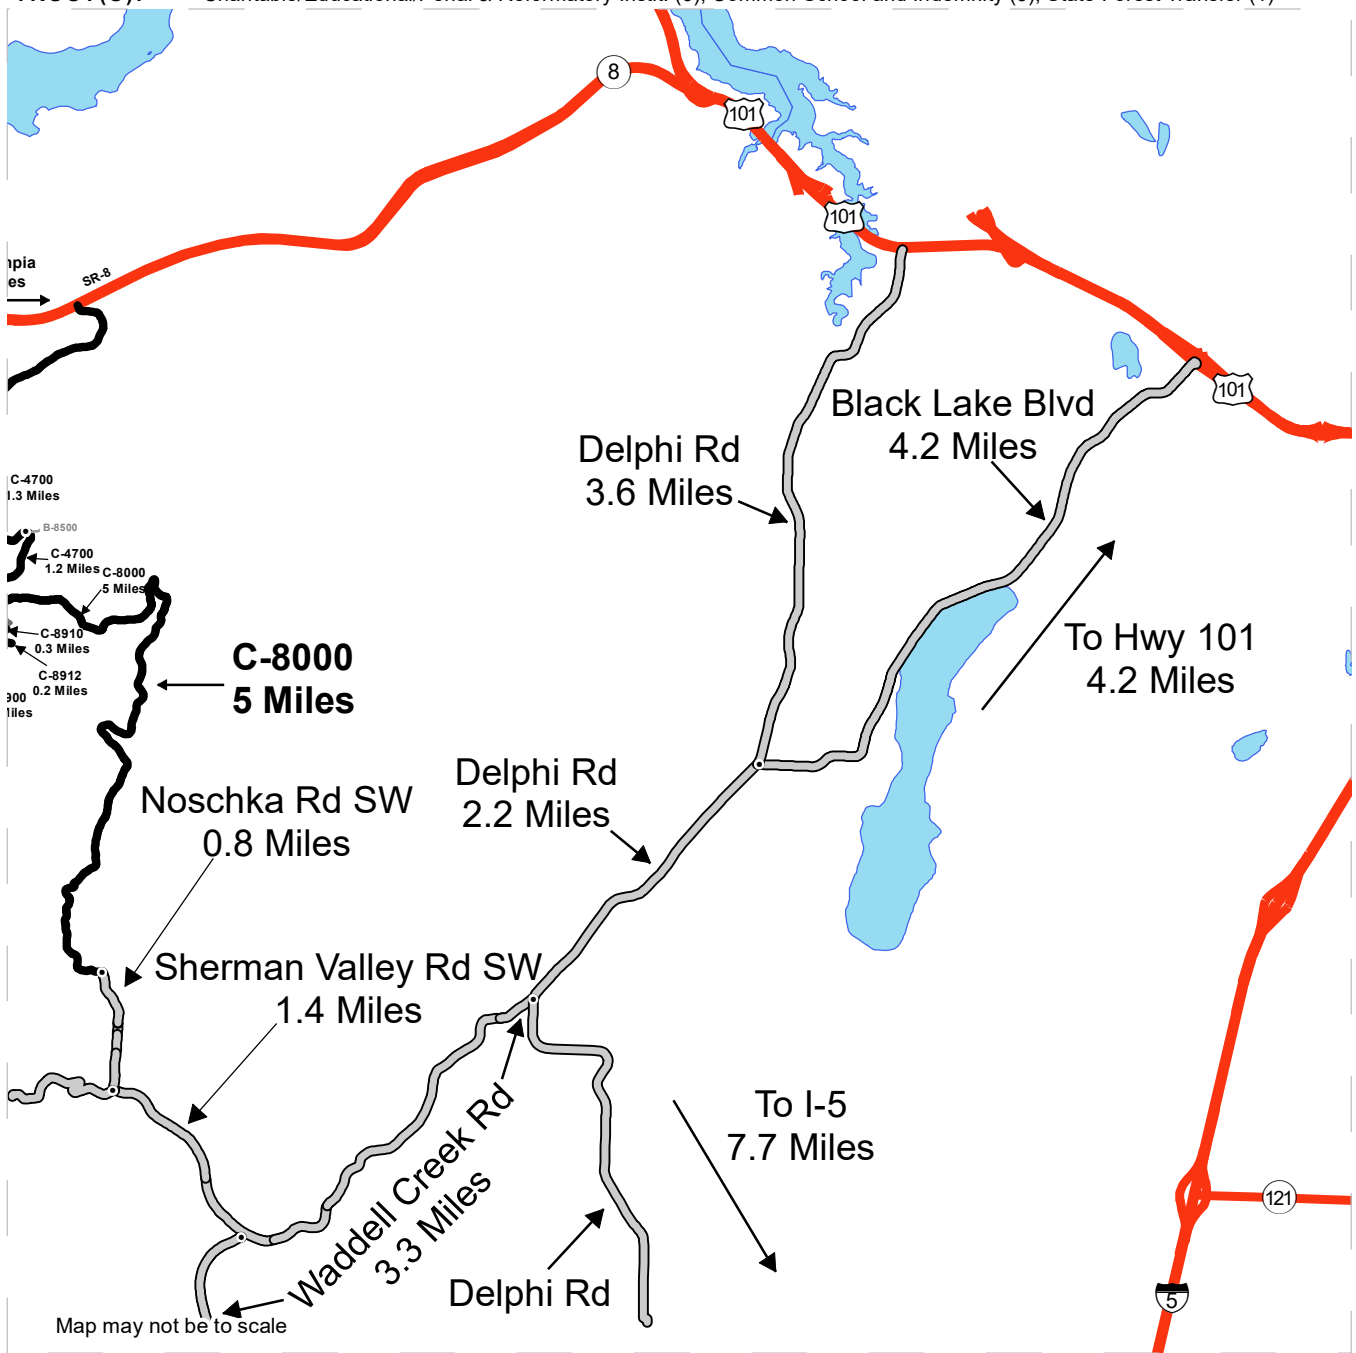 8
101
101
SR-8
101
Black Lake Blvd
4.2 Miles
Delphi Rd
3.6 Miles
C-4700
B-8500
C-4700
1.2 Miles
C-8000
5 Miles
C-8910
0.3 Miles
C-8912
0.2 Miles
C-8000
5 Miles
To Hwy 101
4.2 Miles
Delphi Rd
2.2 Miles
Noschka Rd SW
0.8 Miles
Sherman Valley Rd SW
1.4 Miles
Waddell Creek Rd
3.3 Miles
To I-5
7.7 Miles
121
Delphi Rd
5
Map may not be to scale